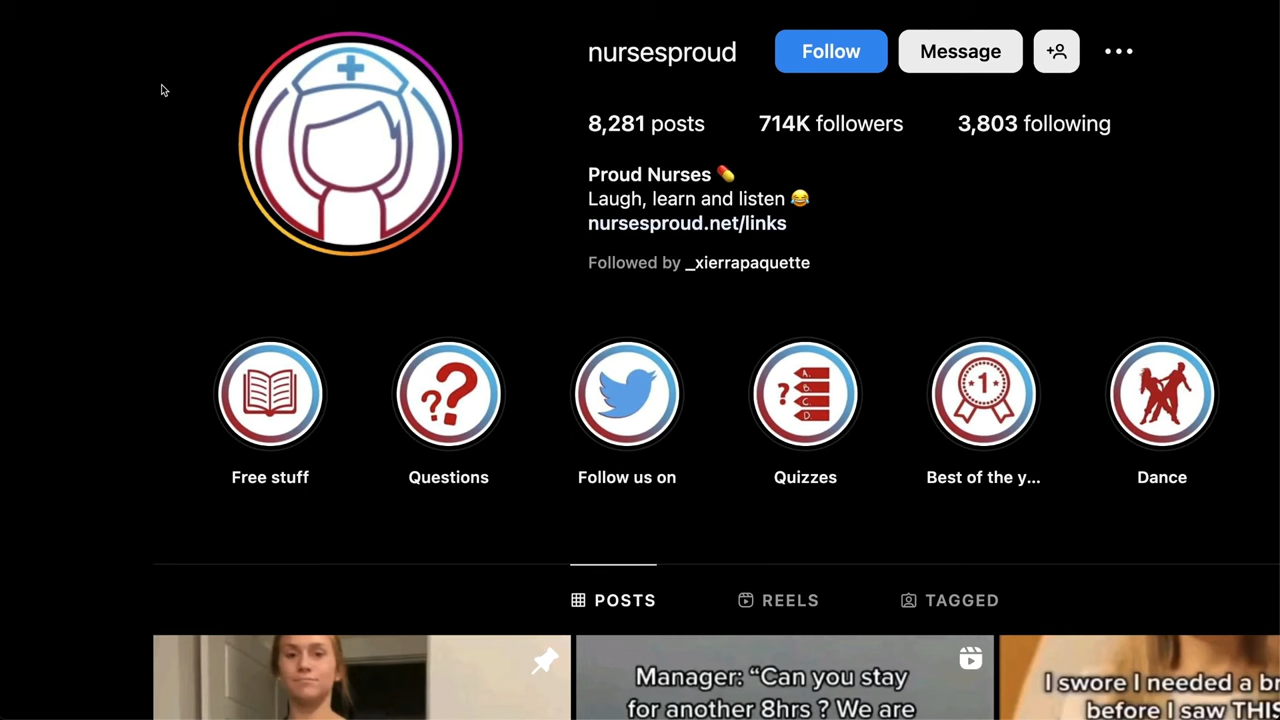 nursesproud Follow Message
8,281 posts 714K followers 3,803 following
Proud Nurses 💊
Laugh, learn and listen 😂
nursesproud.net/links
Followed by _xierrapaquette
? ? ? A. B. C. D. 1
Free stuff Questions Follow us on Quizzes Best of the y... Dance
POSTS REELS TAGGED
Manager: “Can you stay
for another 8hrs ? We are
I swore I needed a br
before I saw THIS